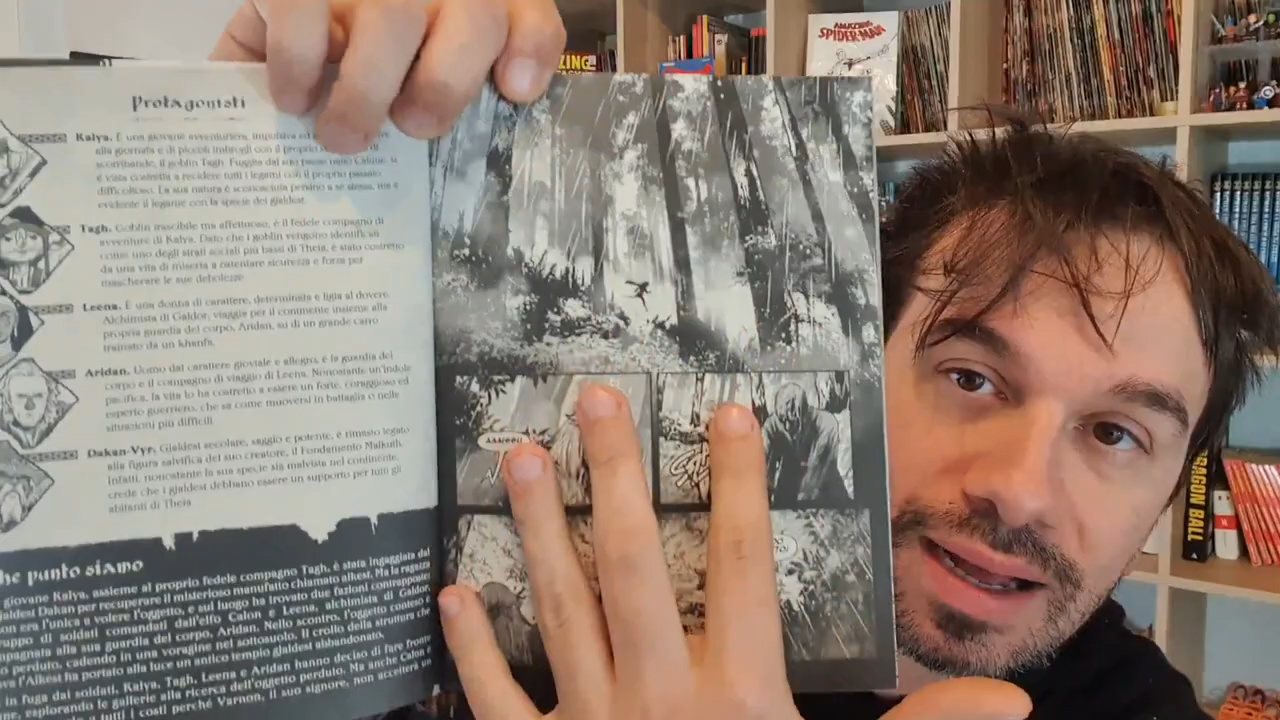 Protagonisti
Kalya. È una giovane avventuriera, impulsiva ed
alla giornata e di piccoli imbrogli con il proprio
scorribande, il goblin Tagh. Fuggita dal suo paese
è vista costretta a recidere tutti i legami con il proprio passato
difficoltoso. La sua natura è sconosciuta persino a sé stessa, ma è
evidente il legame con la specie dei gjaldest.
Tagh. Goblin irascibile ma affettuoso, è il fedele compagno di
avventure di Kalya. Dato che i goblin vengono identificati
come uno degli strati sociali più bassi di Theia, è stato costretto
da una vita di miseria a ostentare sicurezza e forza per
mascherare le sue debolezze.
Leena. È una donna di carattere, determinata e ligia al dovere.
Alchimista di Galdor, viaggia per il continente insieme alla
propria guardia del corpo, Aridan, su di un grande carro
trainato da un khanfs.
Aridan. Uomo dal carattere gioviale e allegro, è la guardia del
corpo e il compagno di viaggio di Leena. Nonostante un'indole
pacifica, la vita lo ha costretto a essere un forte, coraggioso ed
esperto guerriero, che sa come muoversi in battaglia o nelle
situazioni più difficili.
Dakan-Vyr. Gjaldest secolare, saggio e potente, è rimasto legato
alla figura salvifica del suo creatore, il Fondamento Malkuth.
Infatti, nonostante la sua specie sia malvista nel continente,
crede che i gjaldest debbano essere un supporto per tutti gli
abitanti di Theia
he punto siamo
giovane Kalya, assieme al proprio fedele compagno Tagh, è stata ingaggiata dal
jaldest Dakan per recuperare il misterioso manufatto chiamato alkest. Ma la ragazza
on era l'unica a volere l'oggetto, e sul luogo ha trovato due fazioni contrapposte:
ruppo di soldati comandati dall'elfo Calon e Leena, alchimista di Galdor,
mpagnata alla sua guardia del corpo, Aridan. Nello scontro, l'oggetto conteso è
o perduto, cadendo in una voragine nel sottosuolo. Il crollo della struttura che
va l'Alkest ha portato alla luce un antico tempio gjaldest abbandonato.
in fuga dai soldati, Kalya, Tagh, Leena e Aridan hanno deciso di fare fronte
ne, esplorando le gallerie alla ricerca dell'oggetto perduto. Ma anche Calon è
a tutti i costi perché Varnon, il suo signore, non accetterà un
AMAZING
SPIDER-MAN
DRAGON BALL